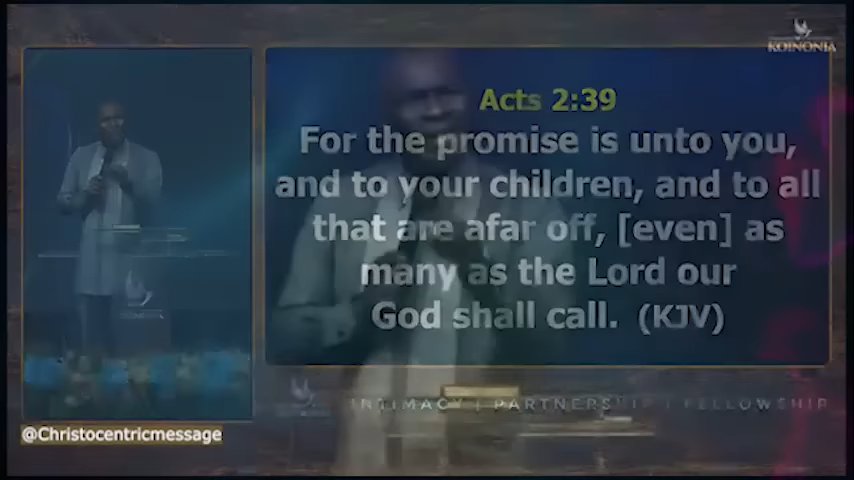 KOINONIA
Acts 2:39
For the promise is unto you,
and to your children, and to all
that are afar off, [even] as
many as the Lord our
God shall call. (KJV)
INTIMACY | PARTNERSHIP | FELLOWSHIP
@Christocentricmessage